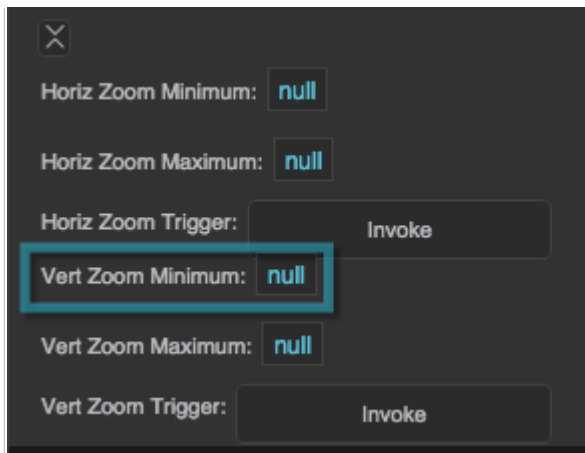 Horiz Zoom Minimum: null
Horiz Zoom Maximum: null
Horiz Zoom Trigger: Invoke
Vert Zoom Minimum: null
Vert Zoom Maximum: null
Vert Zoom Trigger: Invoke